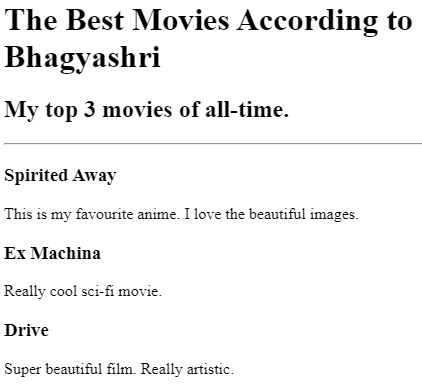 The Best Movies According to
Bhagyashri
My top 3 movies of all-time.
Spirited Away
This is my favourite anime. I love the beautiful images.
Ex Machina
Really cool sci-fi movie.
Drive
Super beautiful film. Really artistic.